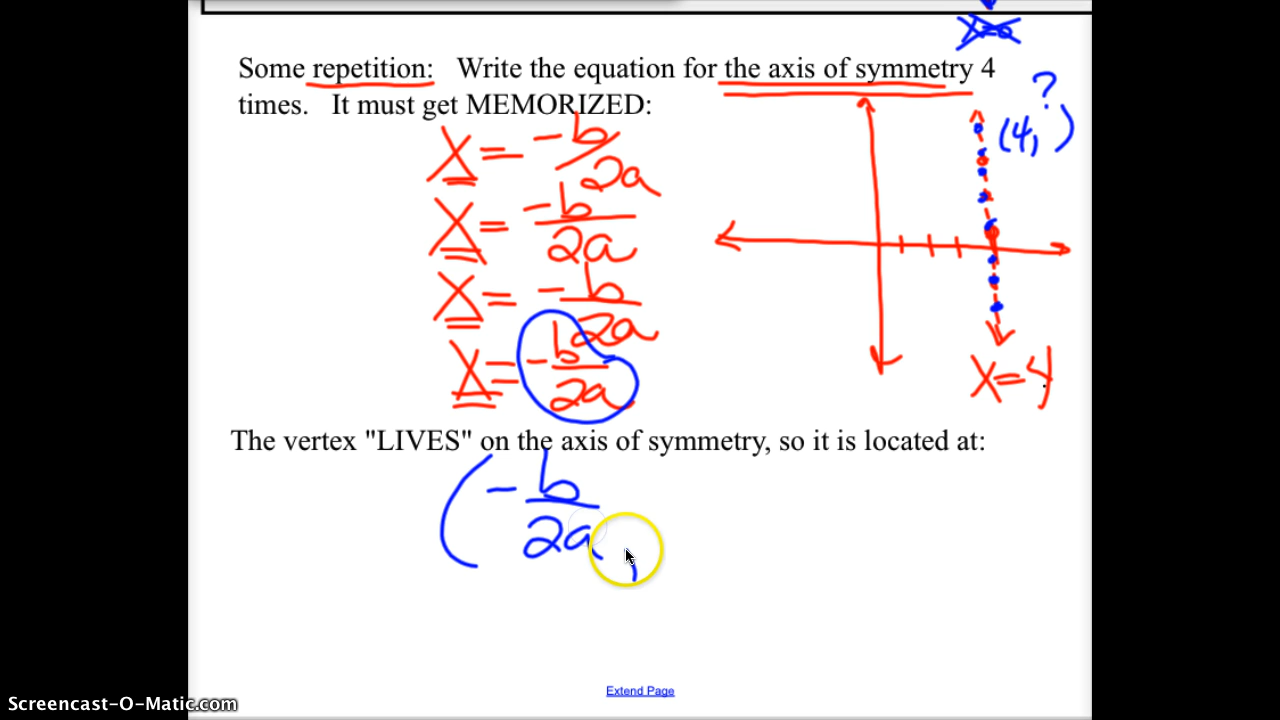 X=0
Some repetition: Write the equation for the axis of symmetry 4
times. It must get MEMORIZED:
?
(4, )
X = -b/2a
X = -b/2a
X = -b/2a
X = -b/2a
X=4
The vertex "LIVES" on the axis of symmetry, so it is located at:
(-b/2a,
Extend Page
Screencast-O-Matic.com